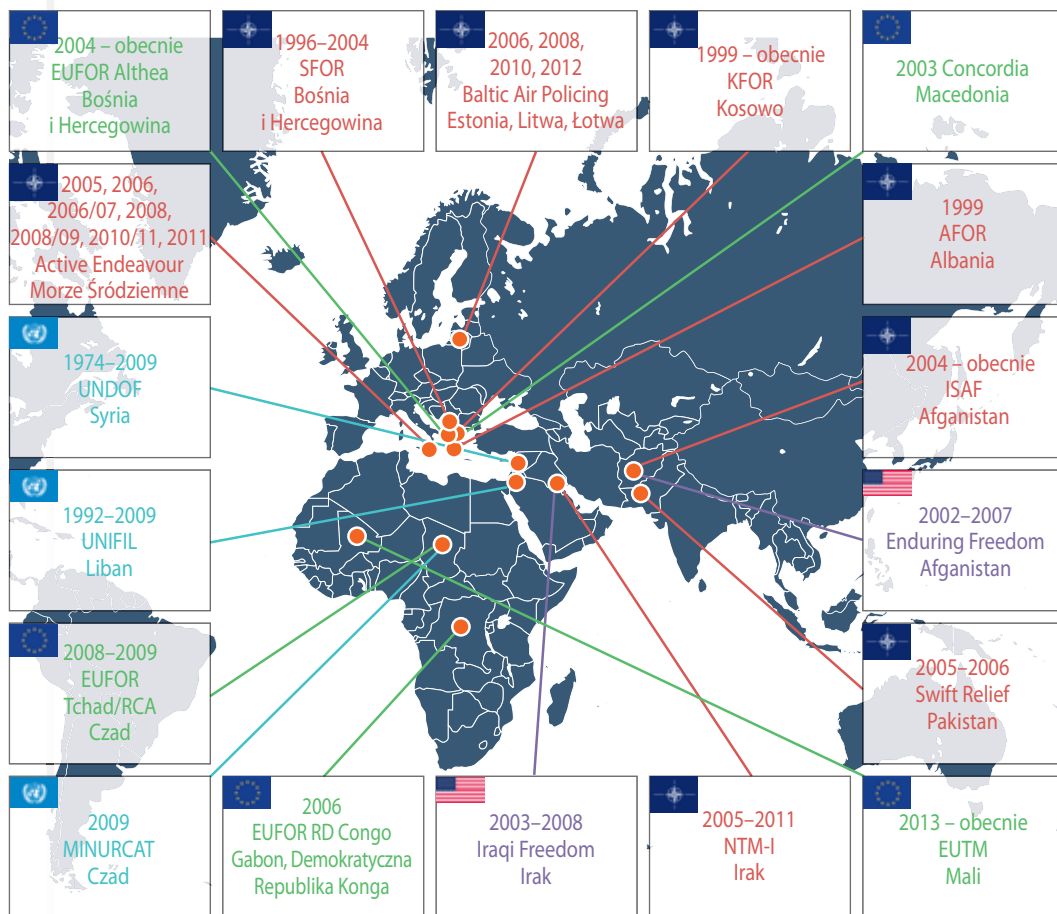 2004 – obecnie
EUFOR Althea
Bośnia
i Hercegowina
1996–2004
SFOR
Bośnia
i Hercegowina
2006, 2008,
2010, 2012
Baltic Air Policing
Estonia, Litwa, Łotwa
1999 – obecnie
KFOR
Kosowo
2003 Concordia
Macedonia
2005, 2006,
2006/07, 2008,
2008/09, 2010/11, 2011
Active Endeavour
Morze Śródziemne
1999
AFOR
Albania
1974–2009
UNDOF
Syria
2004 – obecnie
ISAF
Afganistan
1992–2009
UNIFIL
Liban
2002–2007
Enduring Freedom
Afganistan
2008–2009
EUFOR
Tchad/RCA
Czad
2005–2006
Swift Relief
Pakistan
2009
MINURCAT
Czad
2006
EUFOR RD Congo
Gabon, Demokratyczna
Republika Konga
2003–2008
Iraqi Freedom
Irak
2005–2011
NTM-I
Irak
2013 – obecnie
EUTM
Mali